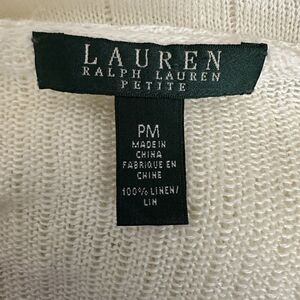 LAUREN
RALPH LAUREN
PETITE
PM
MADE IN
CHINA
FABRIQUE EN
CHINE
100% LINEN/
LIN